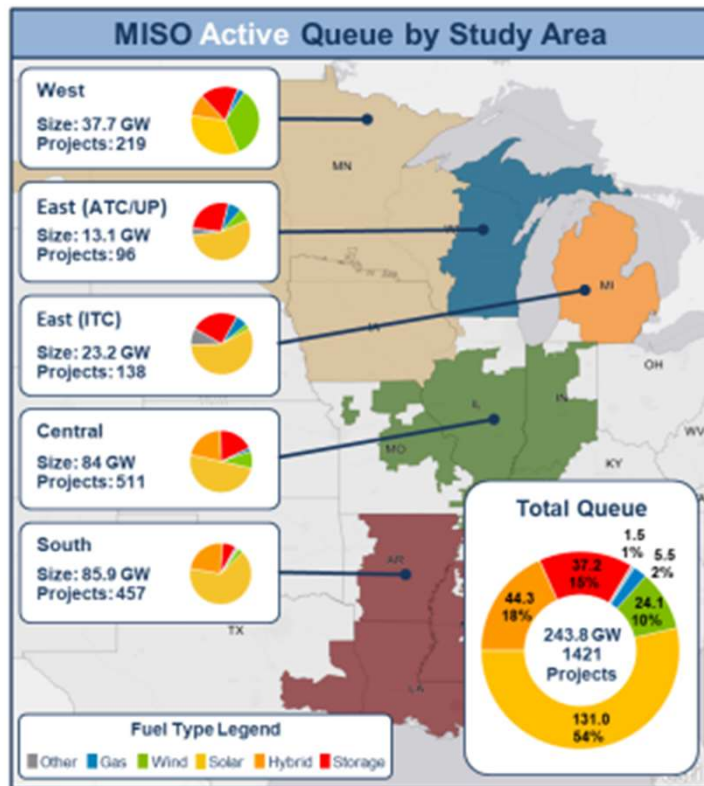 MISO Active Queue by Study Area
West
Size: 37.7 GW
Projects: 219
East (ATC/UP)
Size: 13.1 GW
Projects: 96
East (ITC)
Size: 23.2 GW
Projects: 138
Central
Size: 84 GW
Projects: 511
South
Size: 85.9 GW
Projects: 457
MN
IA
MI
OH
IL
IN
MO
WV
KY
AR
TX
LA
Total Queue
1.5
1%
5.5
2%
37.2
15%
24.1
10%
44.3
18%
243.8 GW
1421
Projects
131.0
54%
Fuel Type Legend
Other Gas Wind Solar Hybrid Storage